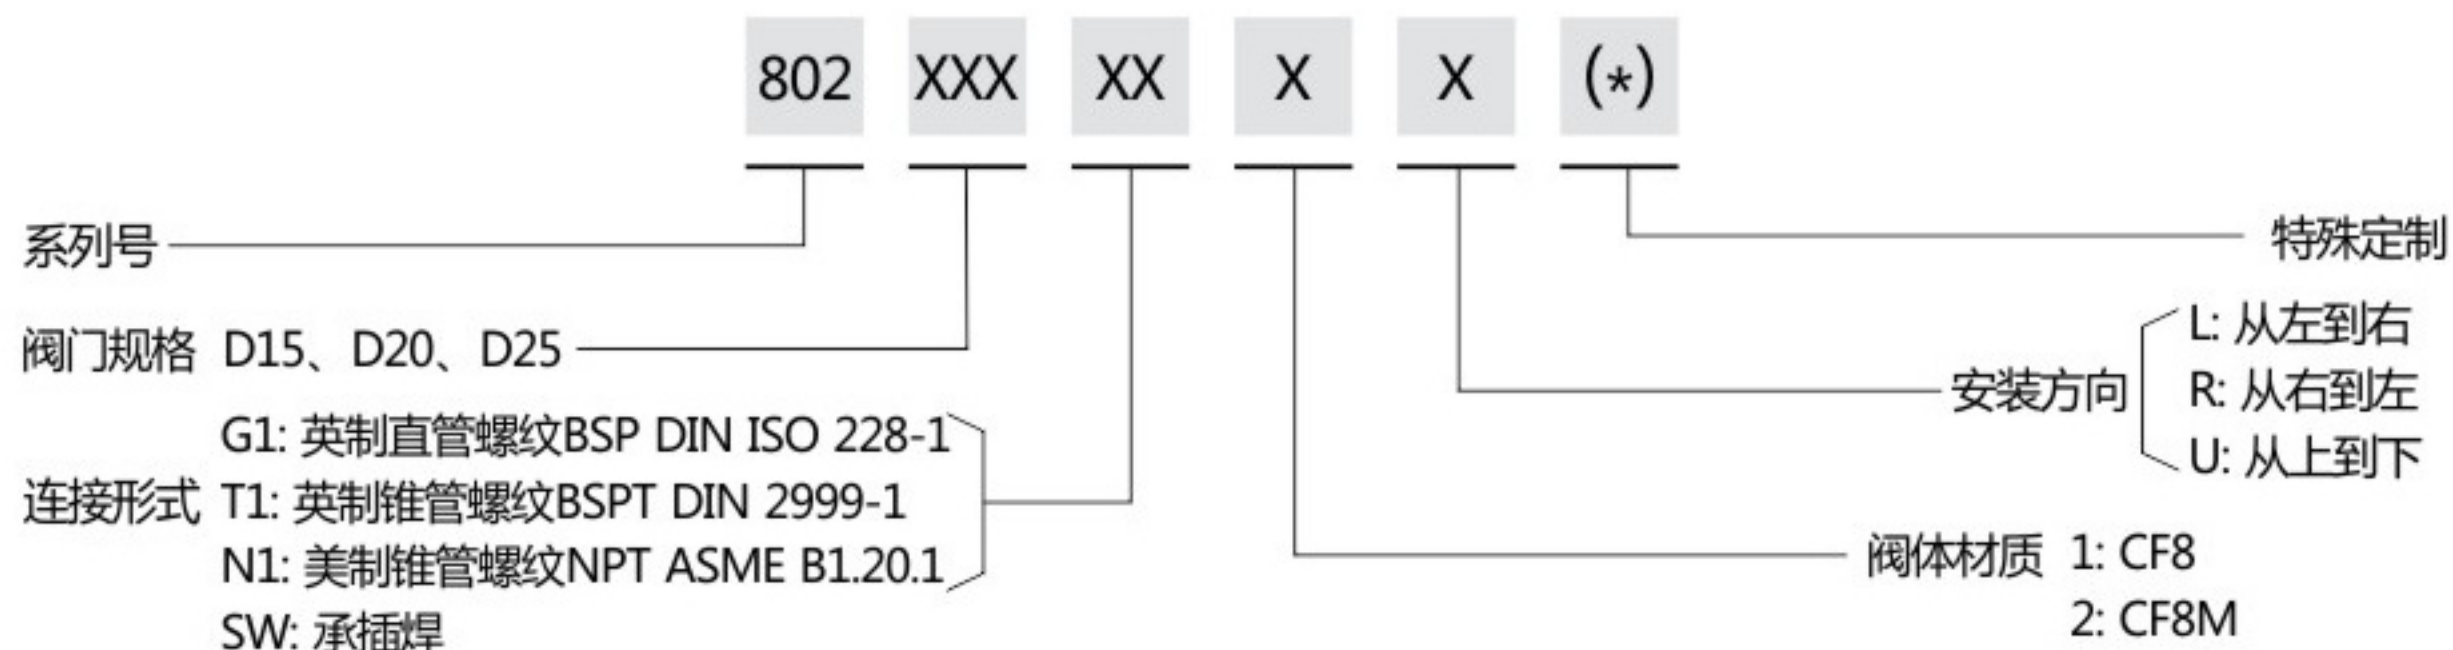 802 XXX XX X X (*)
系列号
特殊定制
阀门规格 D15、D20、D25
L: 从左到右
安装方向 R: 从右到左
U: 从上到下
G1: 英制直管螺纹BSP DIN ISO 228-1
连接形式 T1: 英制锥管螺纹BSPT DIN 2999-1
N1: 美制锥管螺纹NPT ASME B1.20.1
SW: 承插焊
阀体材质 1: CF8
2: CF8M